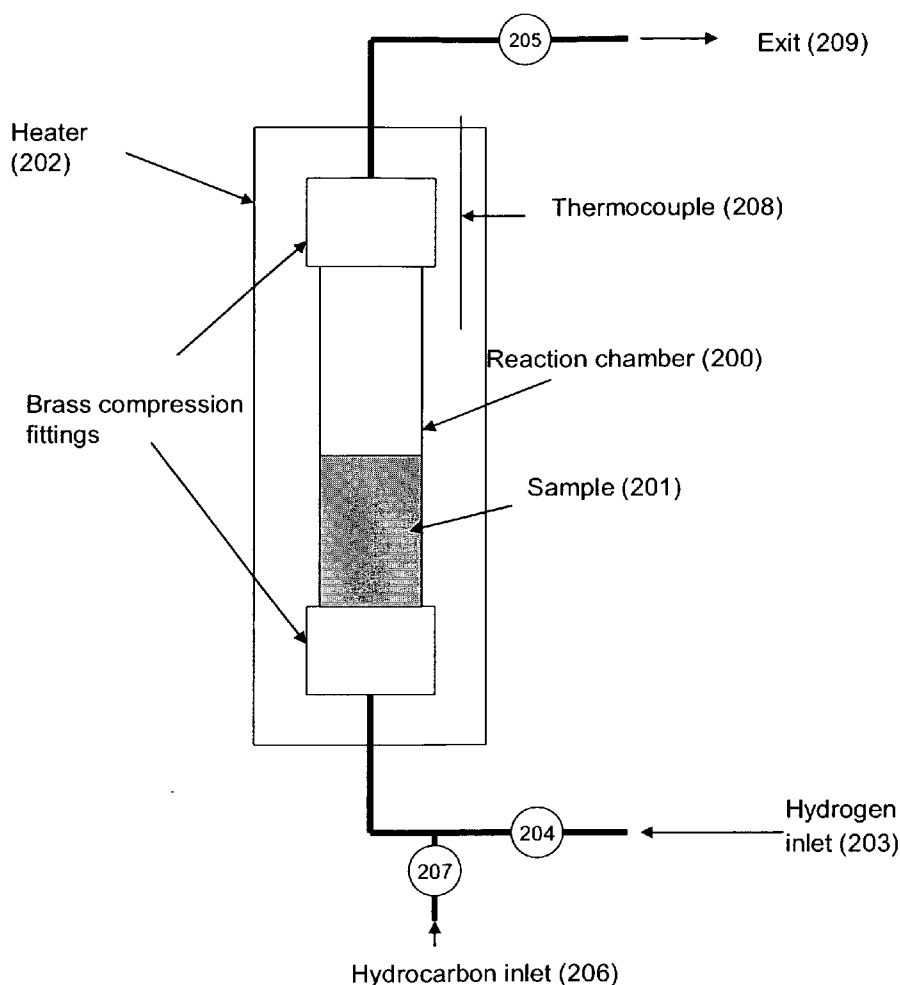 205
Exit (209)
Heater
(202)
Thermocouple (208)
Reaction chamber (200)
Brass compression
fittings
Sample (201)
204
Hydrogen
inlet (203)
207
Hydrocarbon inlet (206)